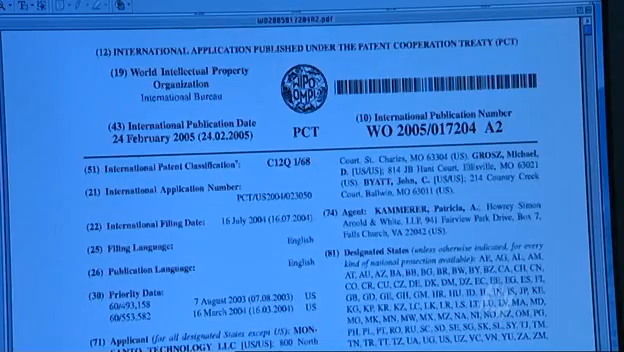 WO2005017204A2.pdf
(12) INTERNATIONAL APPLICATION PUBLISHED UNDER THE PATENT COOPERATION TREATY (PCT)
(19) World Intellectual Property
Organization
International Bureau
WIPO
OMPI
(43) International Publication Date
24 February 2005 (24.02.2005)
PCT
(10) International Publication Number
WO 2005/017204 A2
(51) International Patent Classification7: C12Q 1/68
(21) International Application Number:
PCT/US2004/023050
(22) International Filing Date: 16 July 2004 (16.07.2004)
(25) Filing Language: English
(26) Publication Language: English
(30) Priority Data:
60/493,158 7 August 2003 (07.08.2003) US
60/553,582 16 March 2004 (16.03.2004) US
(71) Applicant (for all designated States except US): MON-
SANTO TECHNOLOGY LLC [US/US]; 800 North
Court, St. Charles, MO 63304 (US). GROSZ, Michael,
D. [US/US]; 814 JB Hunt Court, Ellisville, MO 63021
(US). BYATT, John, C. [US/US]; 214 Country Creek
Court, Ballwin, MO 63011 (US).
(74) Agent: KAMMERER, Patricia, A.; Howrey Simon
Arnold & White, LLP, 941 Fairview Park Drive, Box 7,
Falls Church, VA 22042 (US).
(81) Designated States (unless otherwise indicated, for every
kind of national protection available): AE, AG, AL, AM,
AT, AU, AZ, BA, BB, BG, BR, BW, BY, BZ, CA, CH, CN,
CO, CR, CU, CZ, DE, DK, DM, DZ, EC, EE, EG, ES, FI,
GB, GD, GE, GH, GM, HR, HU, ID, IL, IN, IS, JP, KE,
KG, KP, KR, KZ, LC, LK, LR, LS, LT, LU, LV, MA, MD,
MG, MK, MN, MW, MX, MZ, NA, NI, NO, NZ, OM, PG,
PH, PL, PT, RO, RU, SC, SD, SE, SG, SK, SL, SY, TJ, TM,
TN, TR, TT, TZ, UA, UG, US, UZ, VC, VN, YU, ZA, ZM,